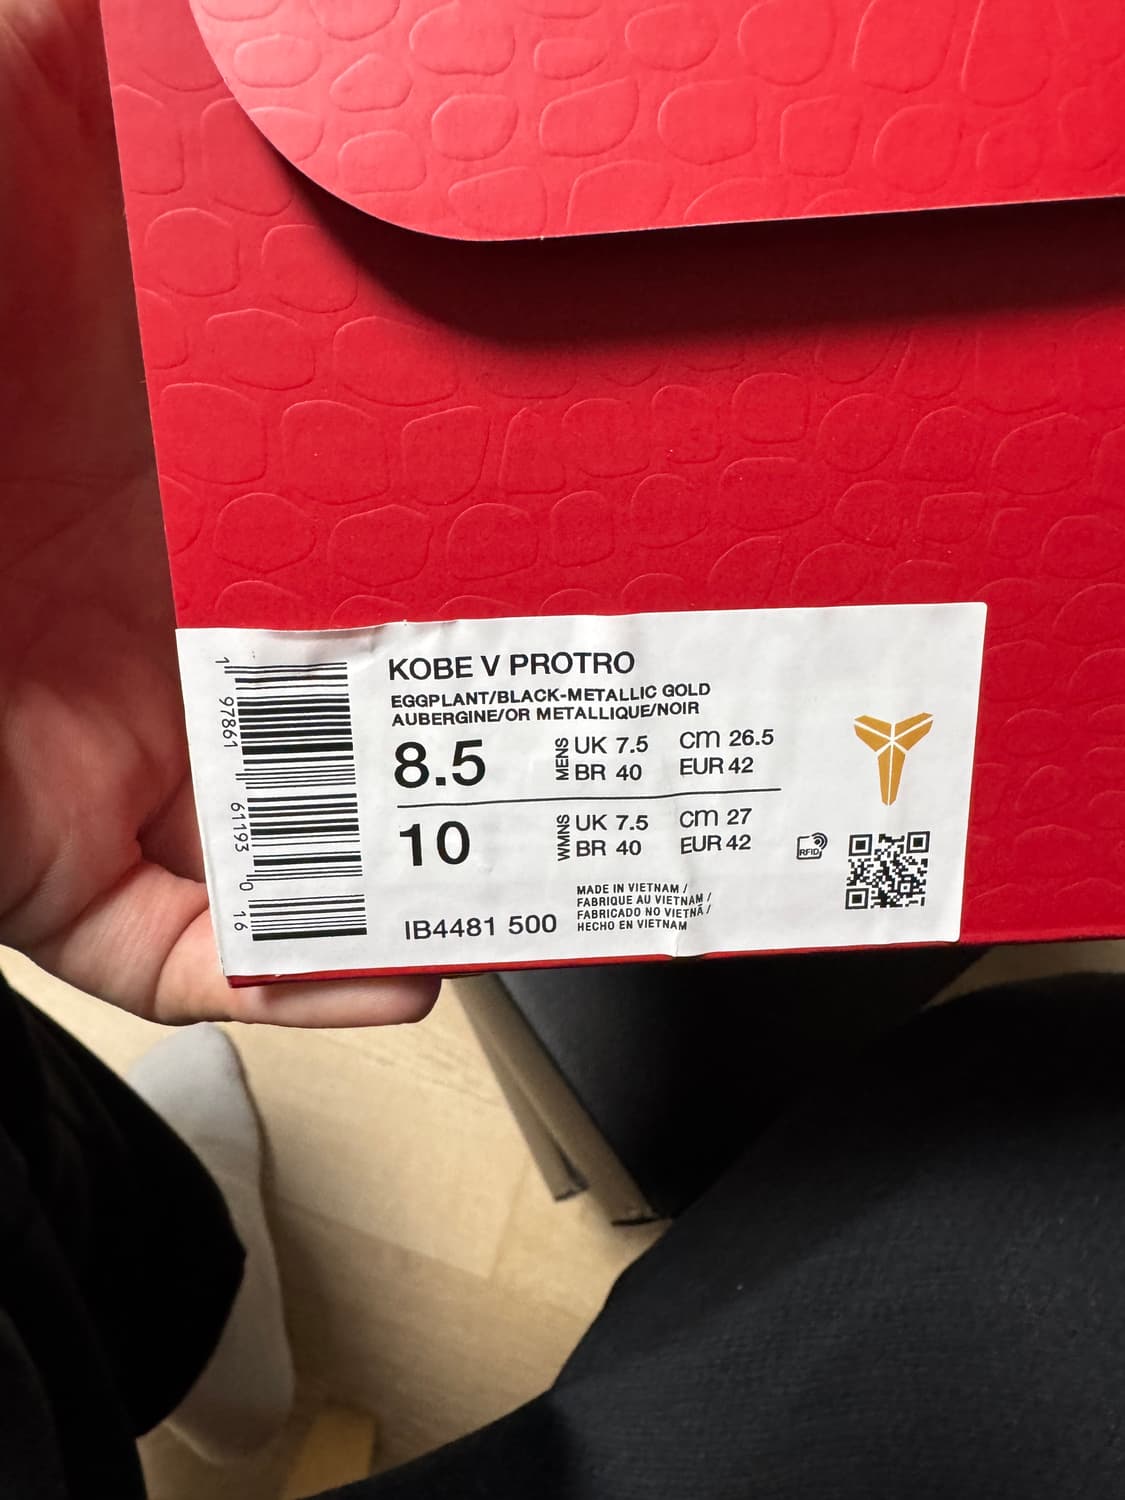 KOBE V PROTRO
EGGPLANT/BLACK-METALLIC GOLD
AUBERGINE/OR METALLIQUE/NOIR
8.5 MENS UK 7.5 cm 26.5
BR 40 EUR 42
10 WMNS UK 7.5 cm 27
BR 40 EUR 42
RFID
IB4481 500
MADE IN VIETNAM /
FABRIQUE AU VIETNAM /
FABRICADO NO VIETNÃ /
HECHO EN VIETNAM
1 97861 61193 0 16